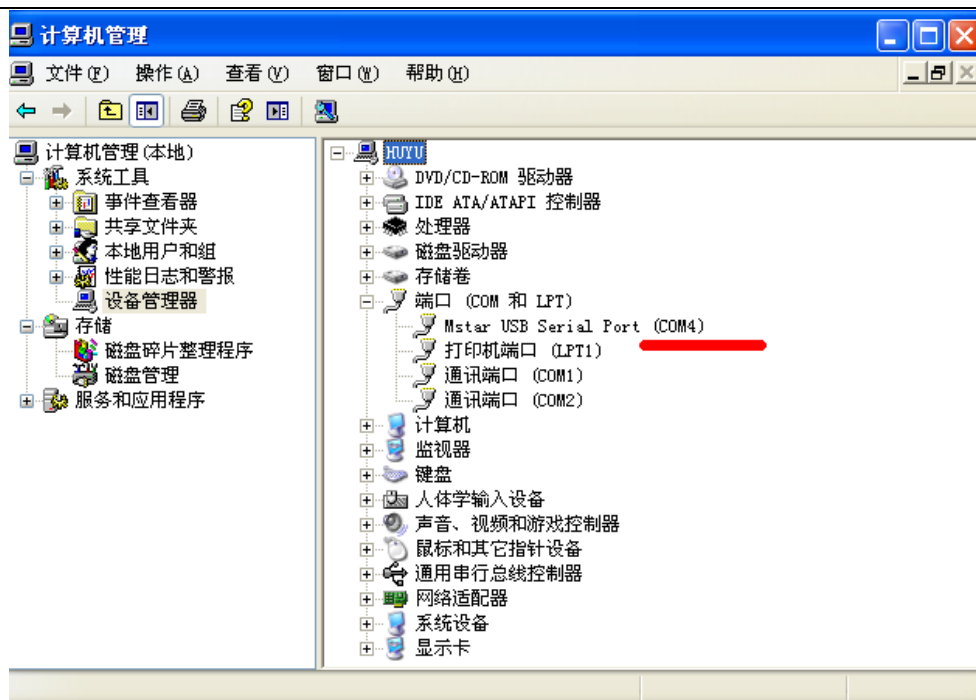 计算机管理
文件(F) 操作(A) 查看(V) 窗口(W) 帮助(H)
计算机管理(本地)
系统工具
事件查看器
共享文件夹
本地用户和组
性能日志和警报
设备管理器
存储
磁盘碎片整理程序
磁盘管理
服务和应用程序
HUYU
DVD/CD-ROM 驱动器
IDE ATA/ATAPI 控制器
处理器
磁盘驱动器
存储卷
端口 (COM 和 LPT)
Mstar USB Serial Port (COM4)
打印机端口 (LPT1)
通讯端口 (COM1)
通讯端口 (COM2)
计算机
监视器
键盘
人体学输入设备
声音、视频和游戏控制器
鼠标和其它指针设备
通用串行总线控制器
网络适配器
系统设备
显示卡